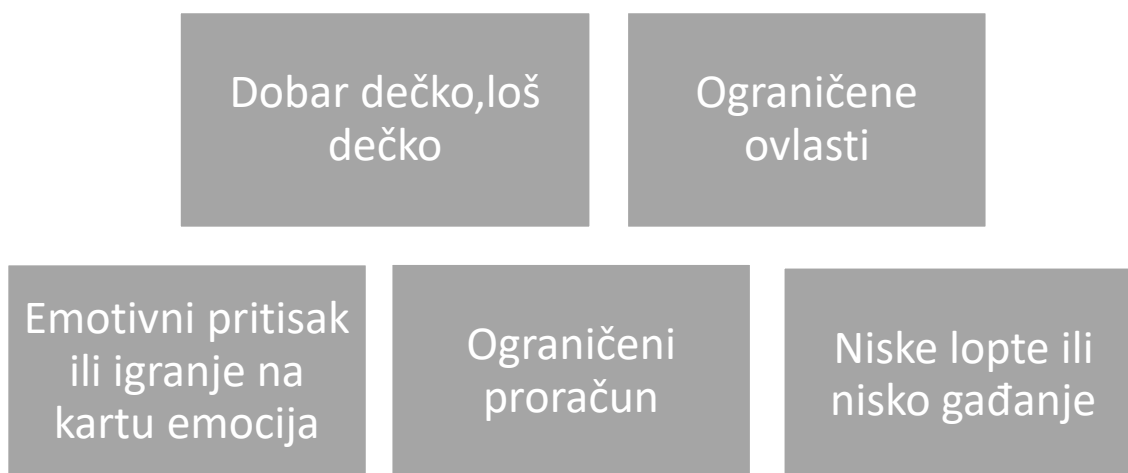 Dobar dečko,loš
dečko
Ograničene
ovlasti
Emotivni pritisak
ili igranje na
kartu emocija
Ograničeni
proračun
Niske lopte ili
nisko gađanje